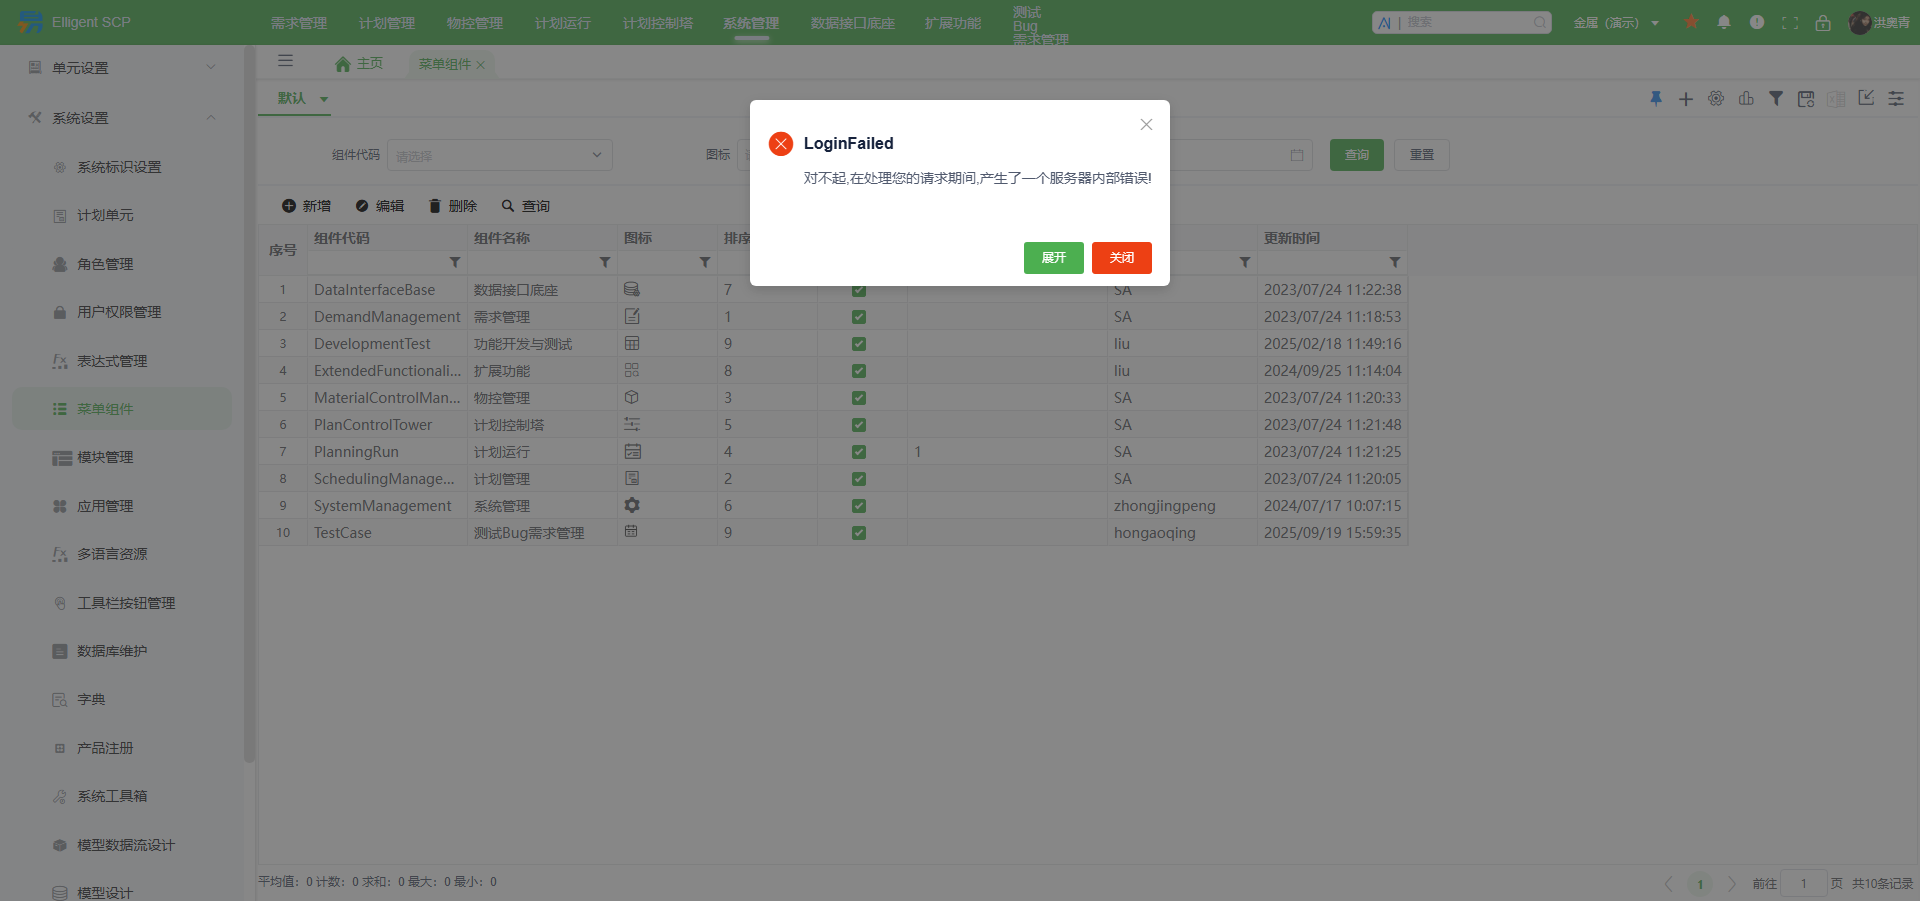 Elligent SCP
需求管理 计划管理 物控管理 计划运行 计划控制塔 系统管理 数据接口底座 扩展功能 测试
Bug
需求管理
AI | 搜索
金属（演示）
洪奥青
单元设置
系统设置
系统标识设置
计划单元
角色管理
用户权限管理
表达式管理
菜单组件
模块管理
应用管理
多语言资源
工具栏按钮管理
数据库维护
字典
产品注册
系统工具箱
模型数据流设计
模型设计
主页 菜单组件
默认
组件代码 请选择 图标 查询 重置
新增 编辑 删除 查询
LoginFailed
对不起,在处理您的请求期间,产生了一个服务器内部错误!
展开 关闭
序号 组件代码 组件名称 图标 排序 更新时间
1 DataInterfaceBase 数据接口底座 7 SA 2023/07/24 11:22:38
2 DemandManagement 需求管理 1 SA 2023/07/24 11:18:53
3 DevelopmentTest 功能开发与测试 9 liu 2025/02/18 11:49:16
4 ExtendedFunctionali... 扩展功能 8 liu 2024/09/25 11:14:04
5 MaterialControlMan... 物控管理 3 SA 2023/07/24 11:20:33
6 PlanControlTower 计划控制塔 5 SA 2023/07/24 11:21:48
7 PlanningRun 计划运行 4 1 SA 2023/07/24 11:21:25
8 SchedulingManage... 计划管理 2 SA 2023/07/24 11:20:05
9 SystemManagement 系统管理 6 zhongjingpeng 2024/07/17 10:07:15
10 TestCase 测试Bug需求管理 9 hongaoqing 2025/09/19 15:59:35
平均值：0 计数：0 求和：0 最大：0 最小：0
1 前往 1 页 共10条记录